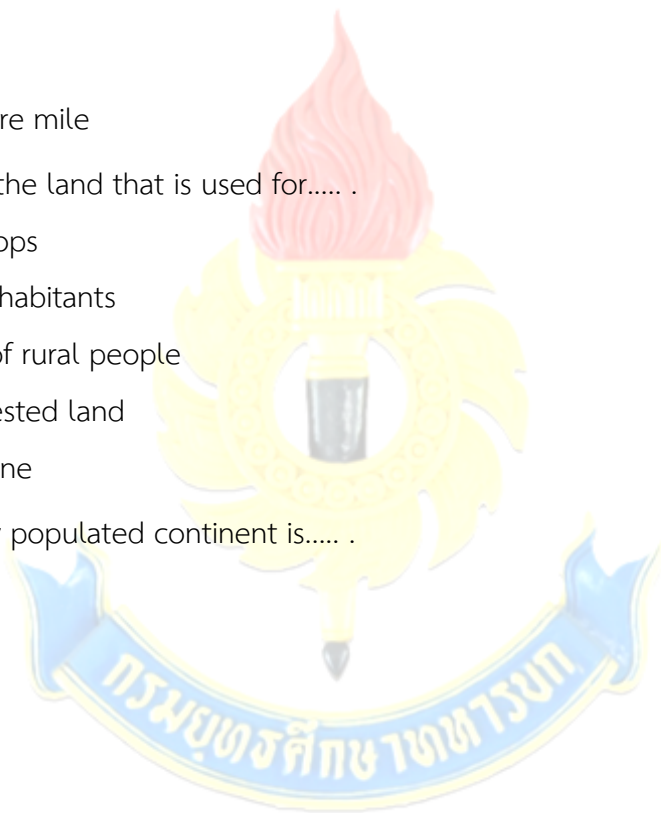 re mile
the land that is used for..... .
ops
habitants
of rural people
ested land
ne
populated continent is..... .
กรมยุทธศึกษาทหารบก